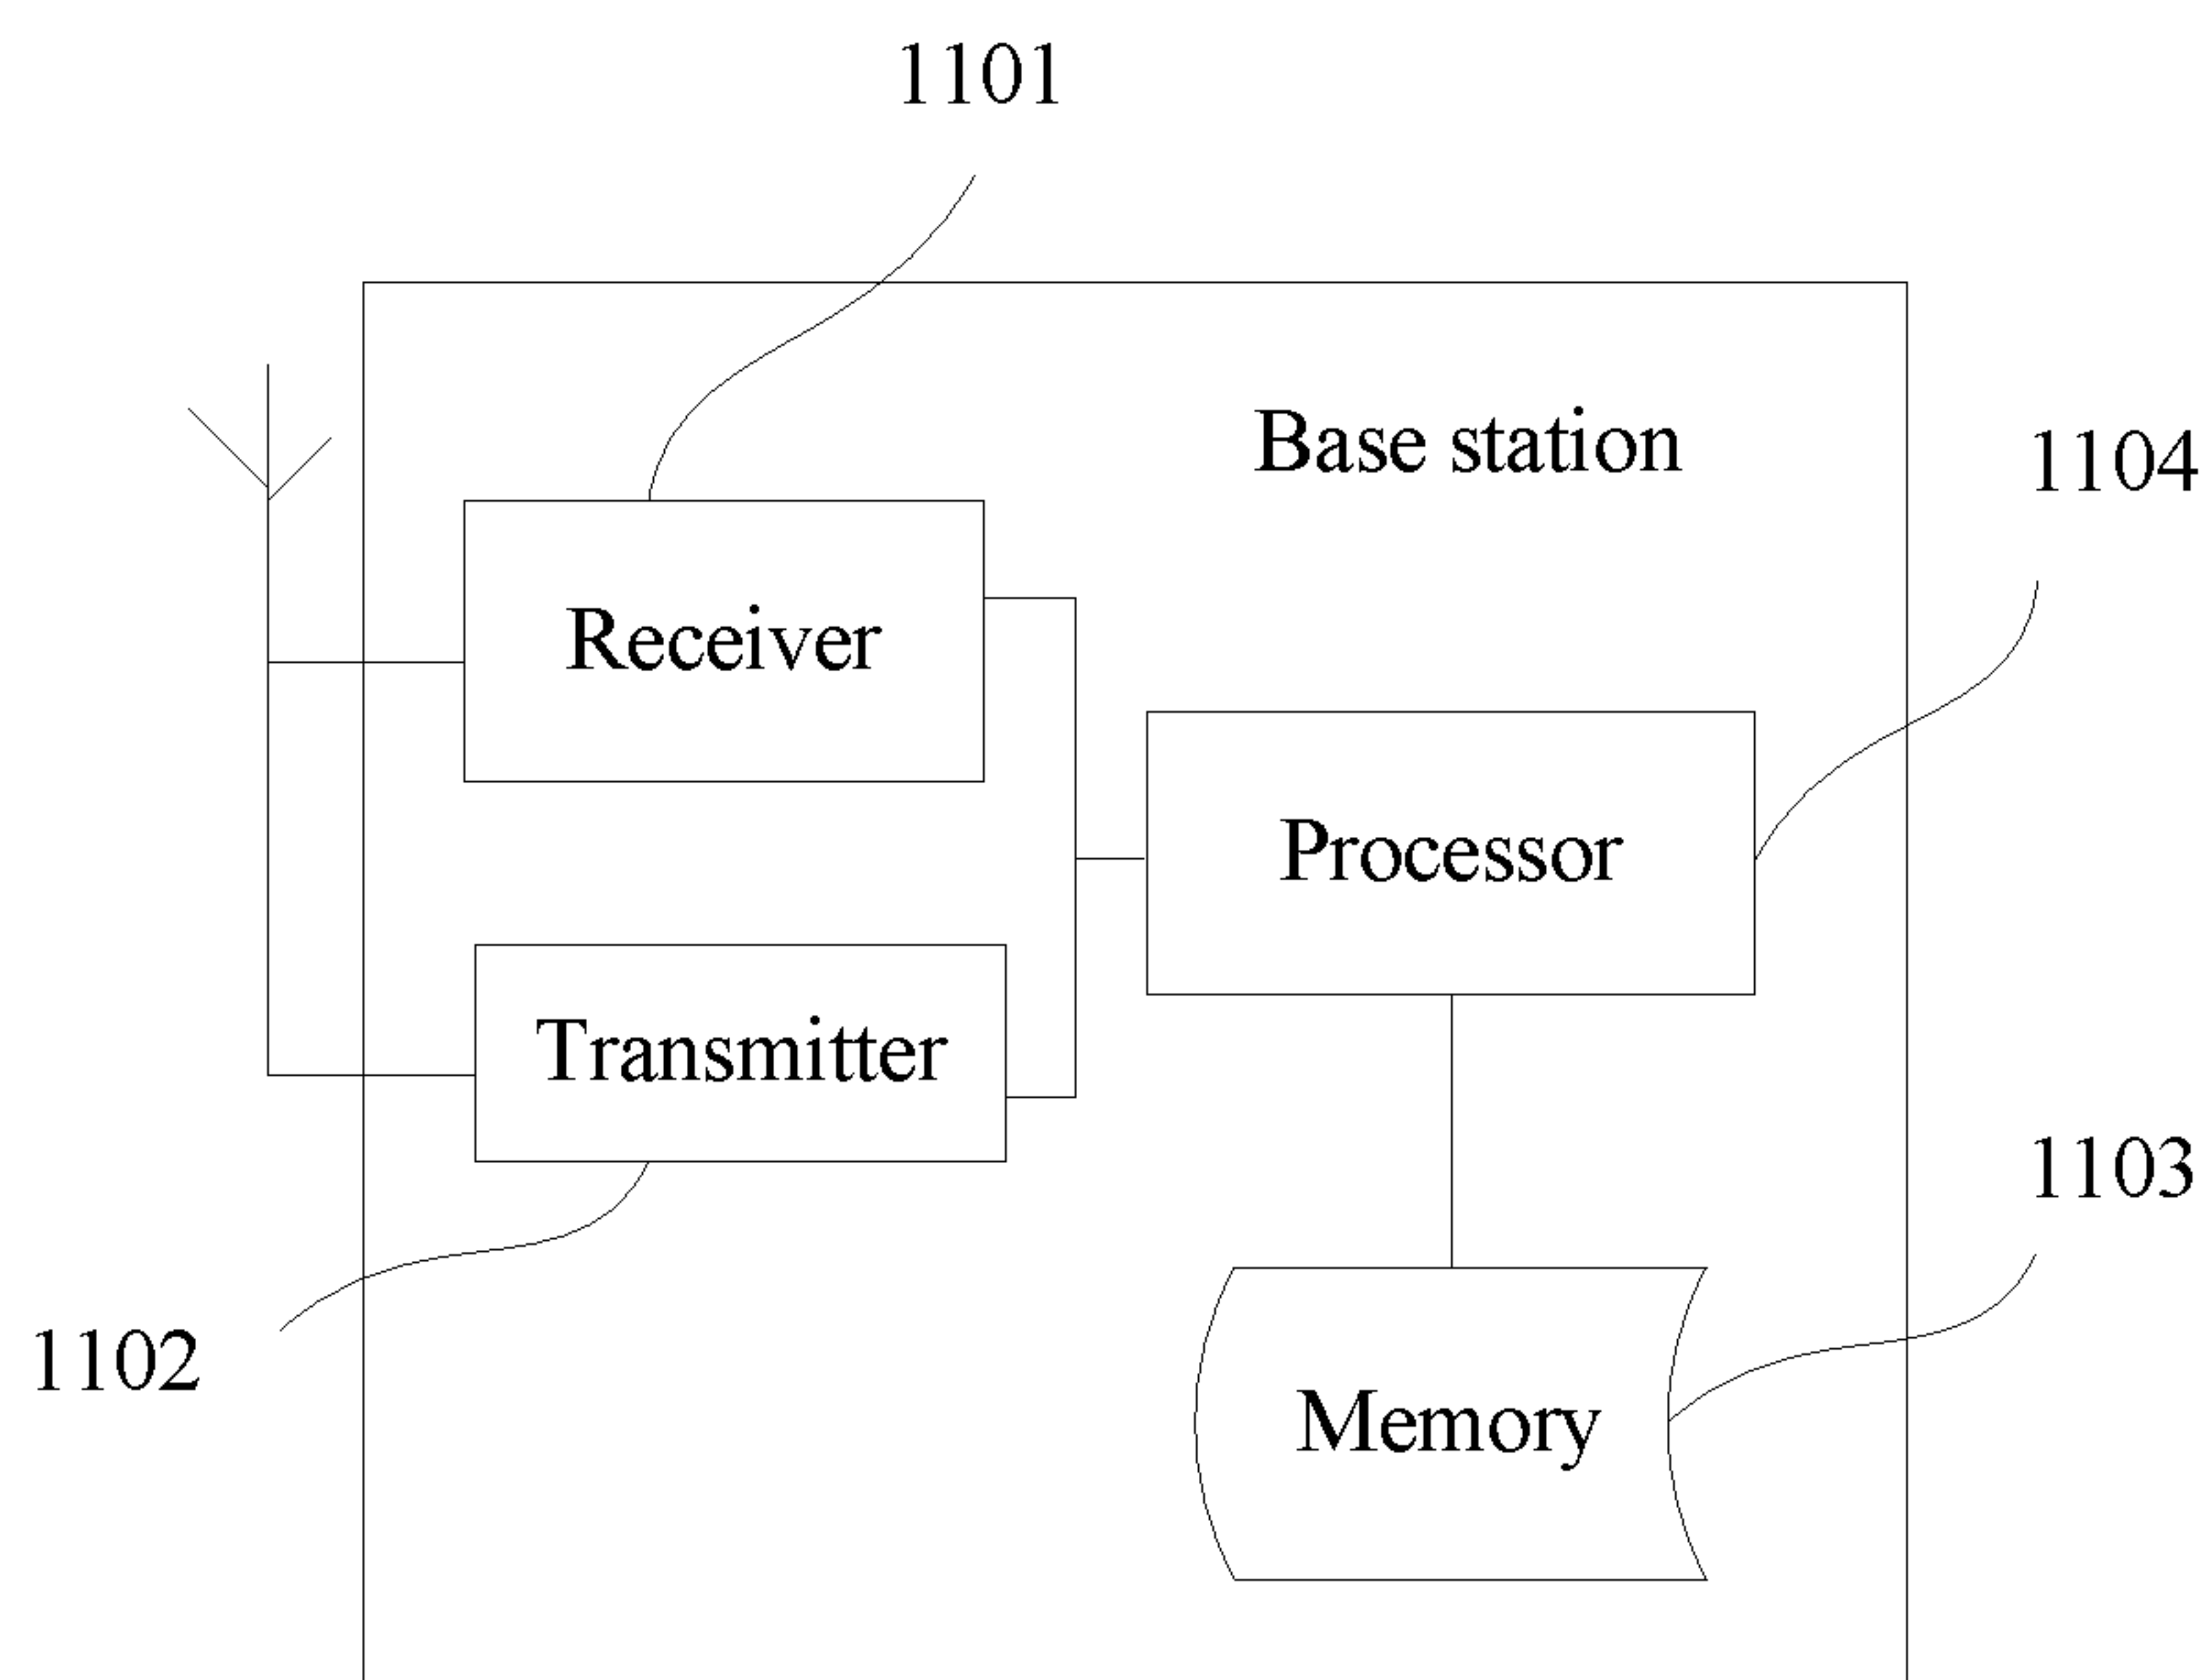 1101
Base station
1104
Receiver
Processor
Transmitter
1103
1102
Memory